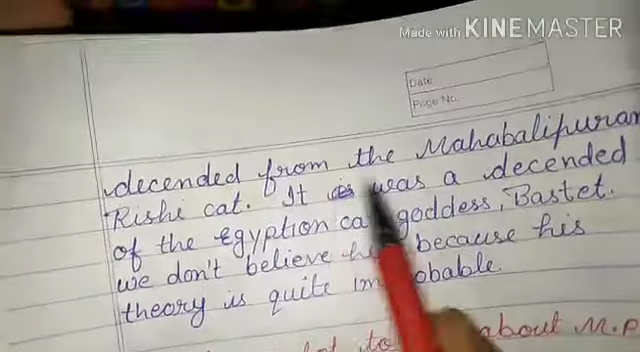 Made with KINEMASTER
Date
Page No.
decended from the Mahabalipuram
Rishi cat. It was a decended
of the Egyption goddess, Bastet.
we don't believe because his
theory is quite
about M.P